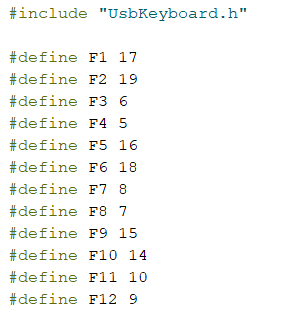 #include "UsbKeyboard.h"
#define F1 17
#define F2 19
#define F3 6
#define F4 5
#define F5 16
#define F6 18
#define F7 8
#define F8 7
#define F9 15
#define F10 14
#define F11 10
#define F12 9